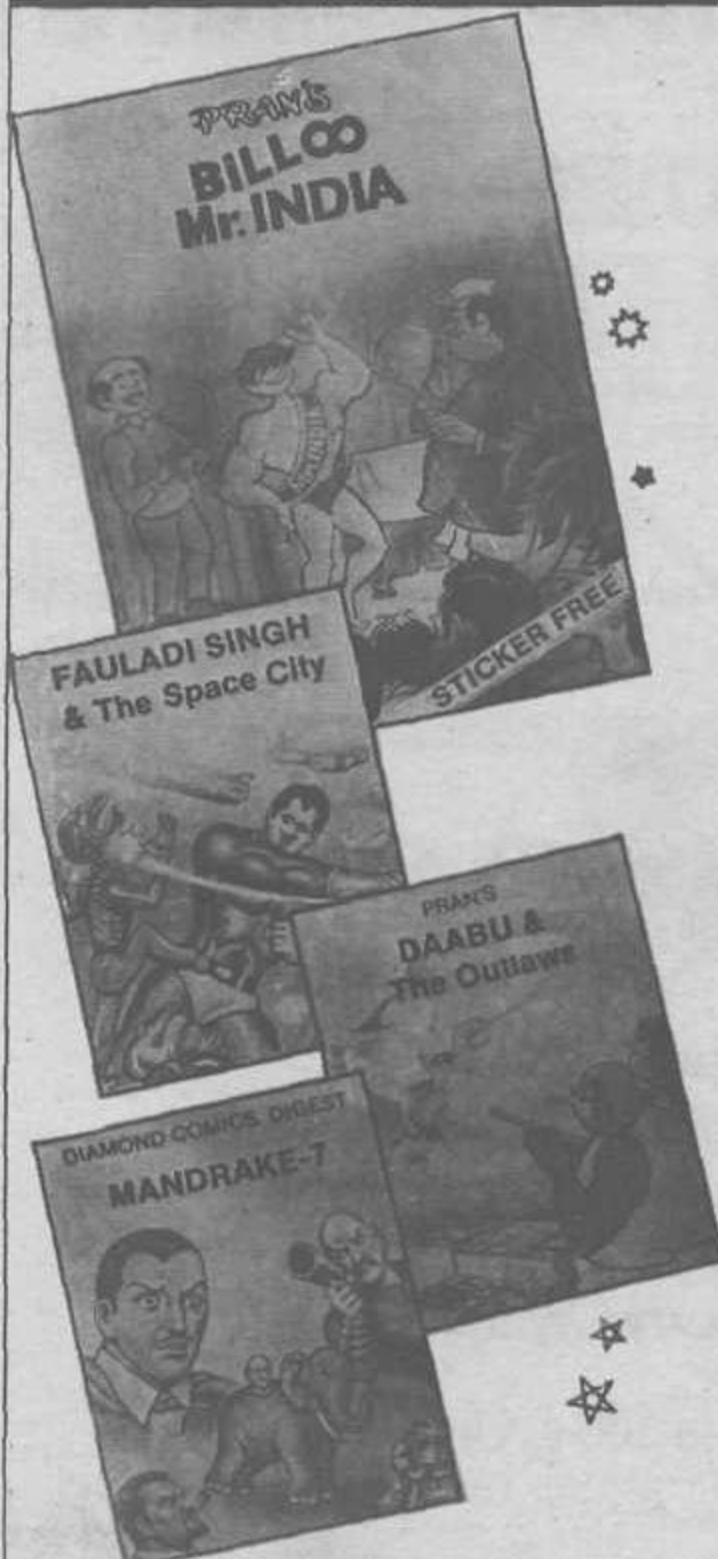 PRAN'S
BILLOO
Mr. INDIA
STICKER FREE
FAULADI SINGH
& The Space City
PRAN'S
DAABU &
The Outlaws
DIAMOND COMICS DIGEST
MANDRAKE-7